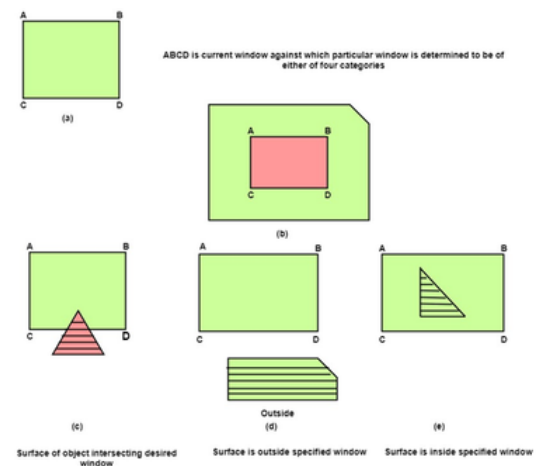 A B
C D
(a)
ABCD is current window against which particular window is determined to be of
either of four categories
A B
C D
(b)
A B
C D
A B
C D
A B
C D
Outside
(c) (d) (e)
Surface of object intersecting desired
window
Surface is outside specified window
Surface is inside specified window